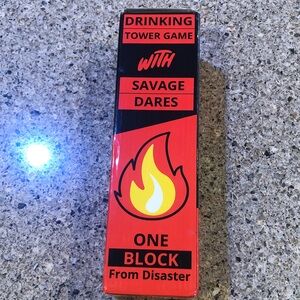 DRINKING
TOWER GAME
WITH
SAVAGE
DARES
ONE
BLOCK
From Disaster